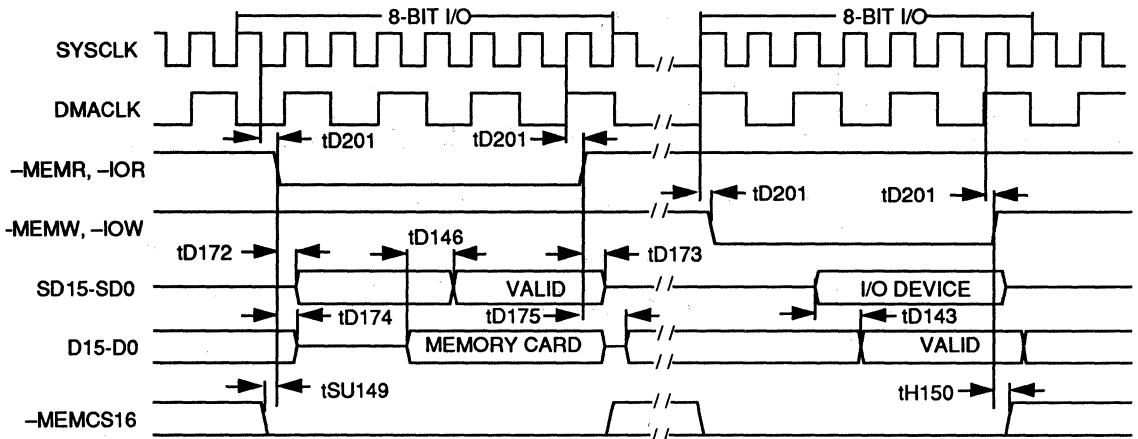 8-BIT I/O 8-BIT I/O
SYSCLK
DMACLK
tD201 tD201
–MEMR, –IOR
tD201 tD201
-MEMW, –IOW
tD146
tD172 tD173
SD15-SD0 VALID I/O DEVICE
tD174 tD175 tD143
D15-D0 MEMORY CARD VALID
tSU149 tH150
–MEMCS16